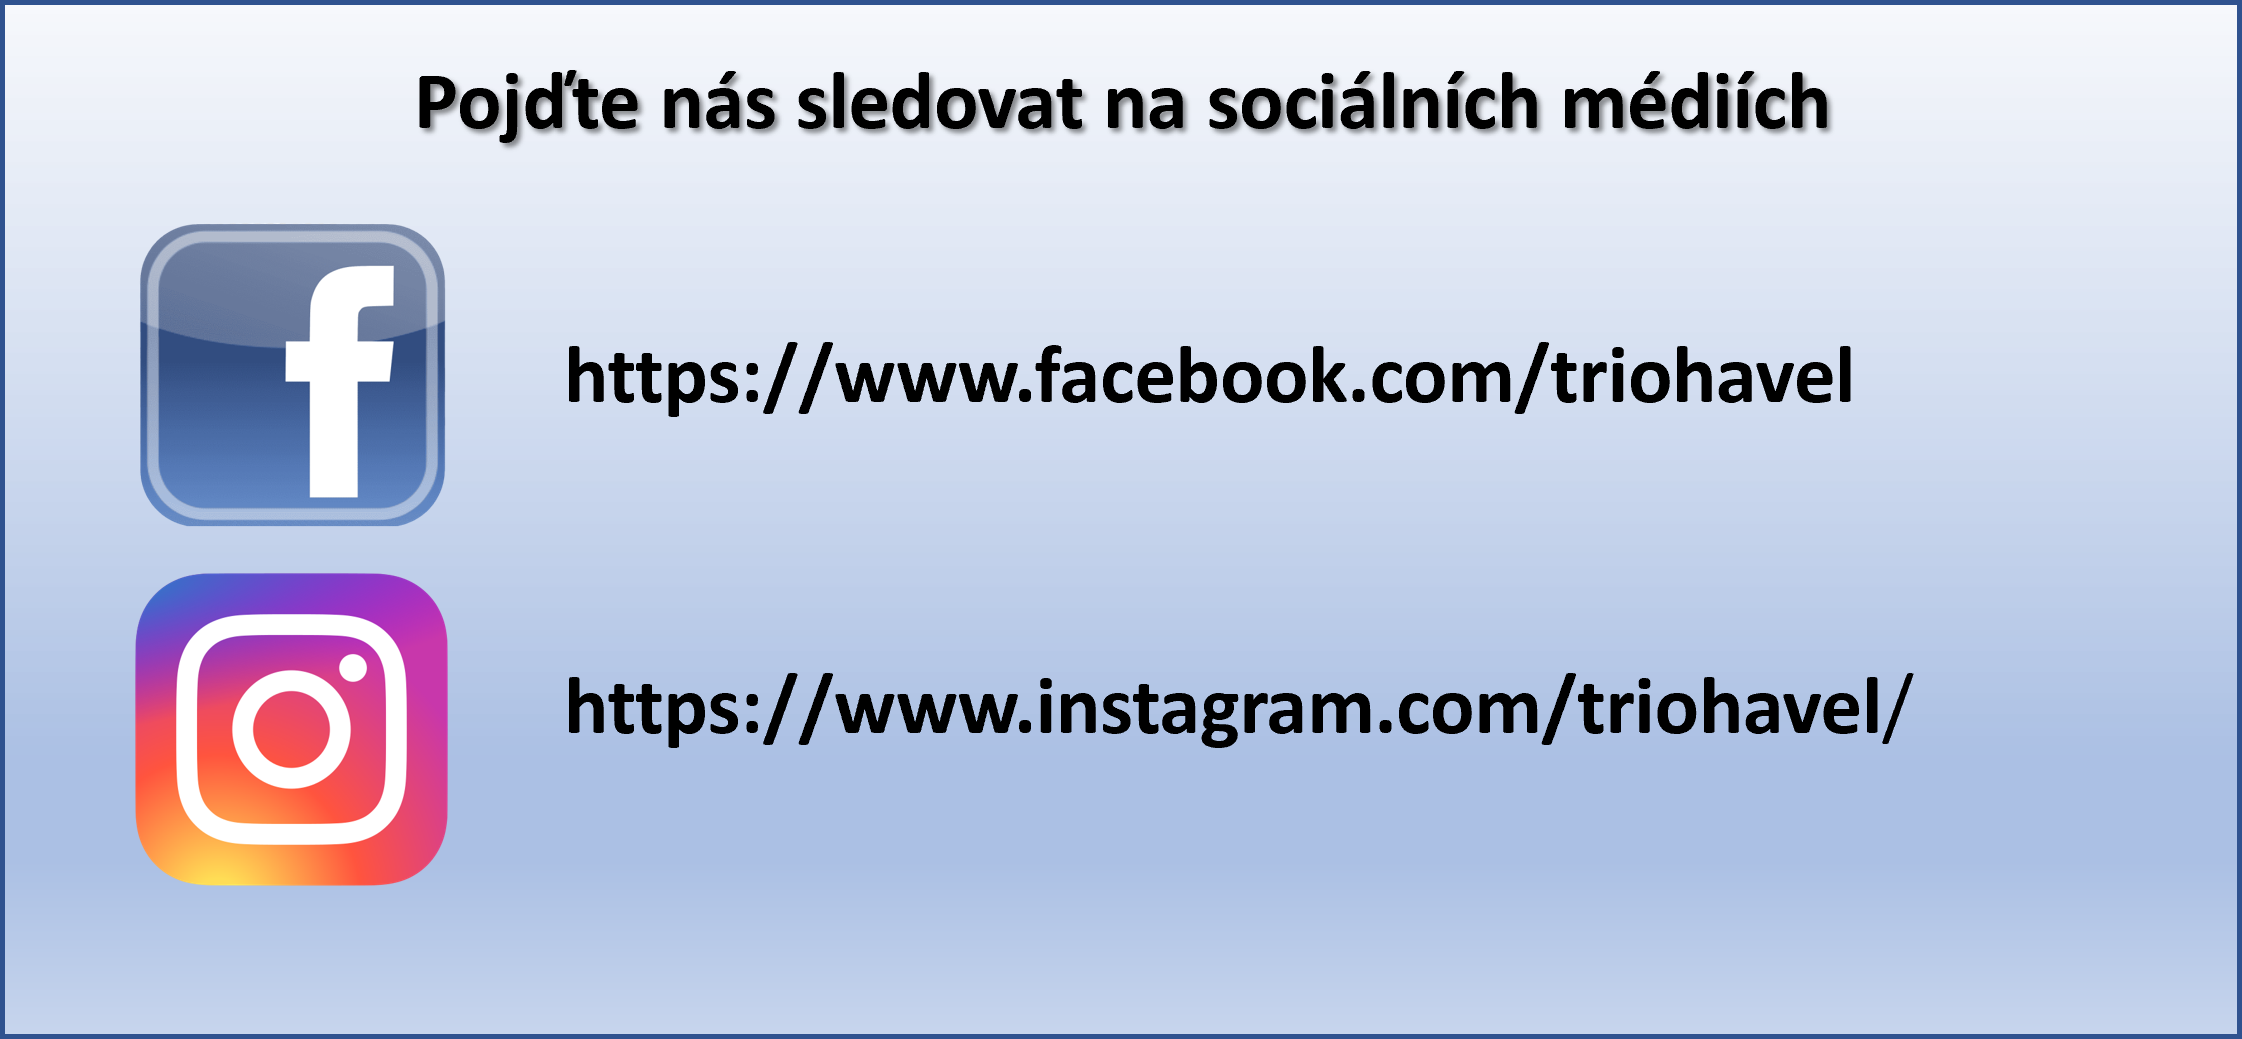 Pojďte nás sledovat na sociálních médiích
https://www.facebook.com/triohavel
https://www.instagram.com/triohavel/